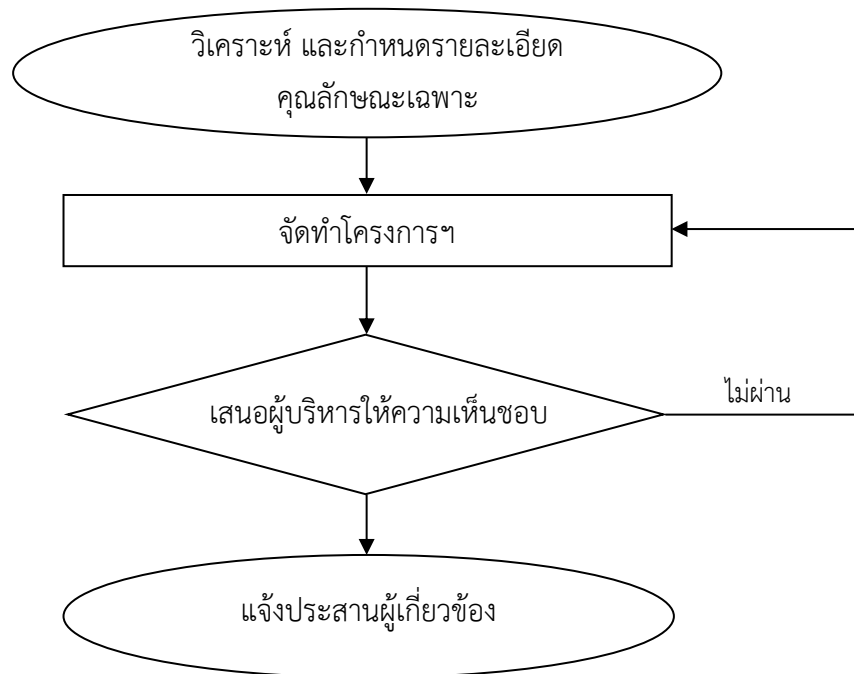 วิเคราะห์ และกำหนดรายละเอียด
คุณลักษณะเฉพาะ
จัดทำโครงการฯ
เสนอผู้บริหารให้ความเห็นชอบ
ไม่ผ่าน
แจ้งประสานผู้เกี่ยวข้อง